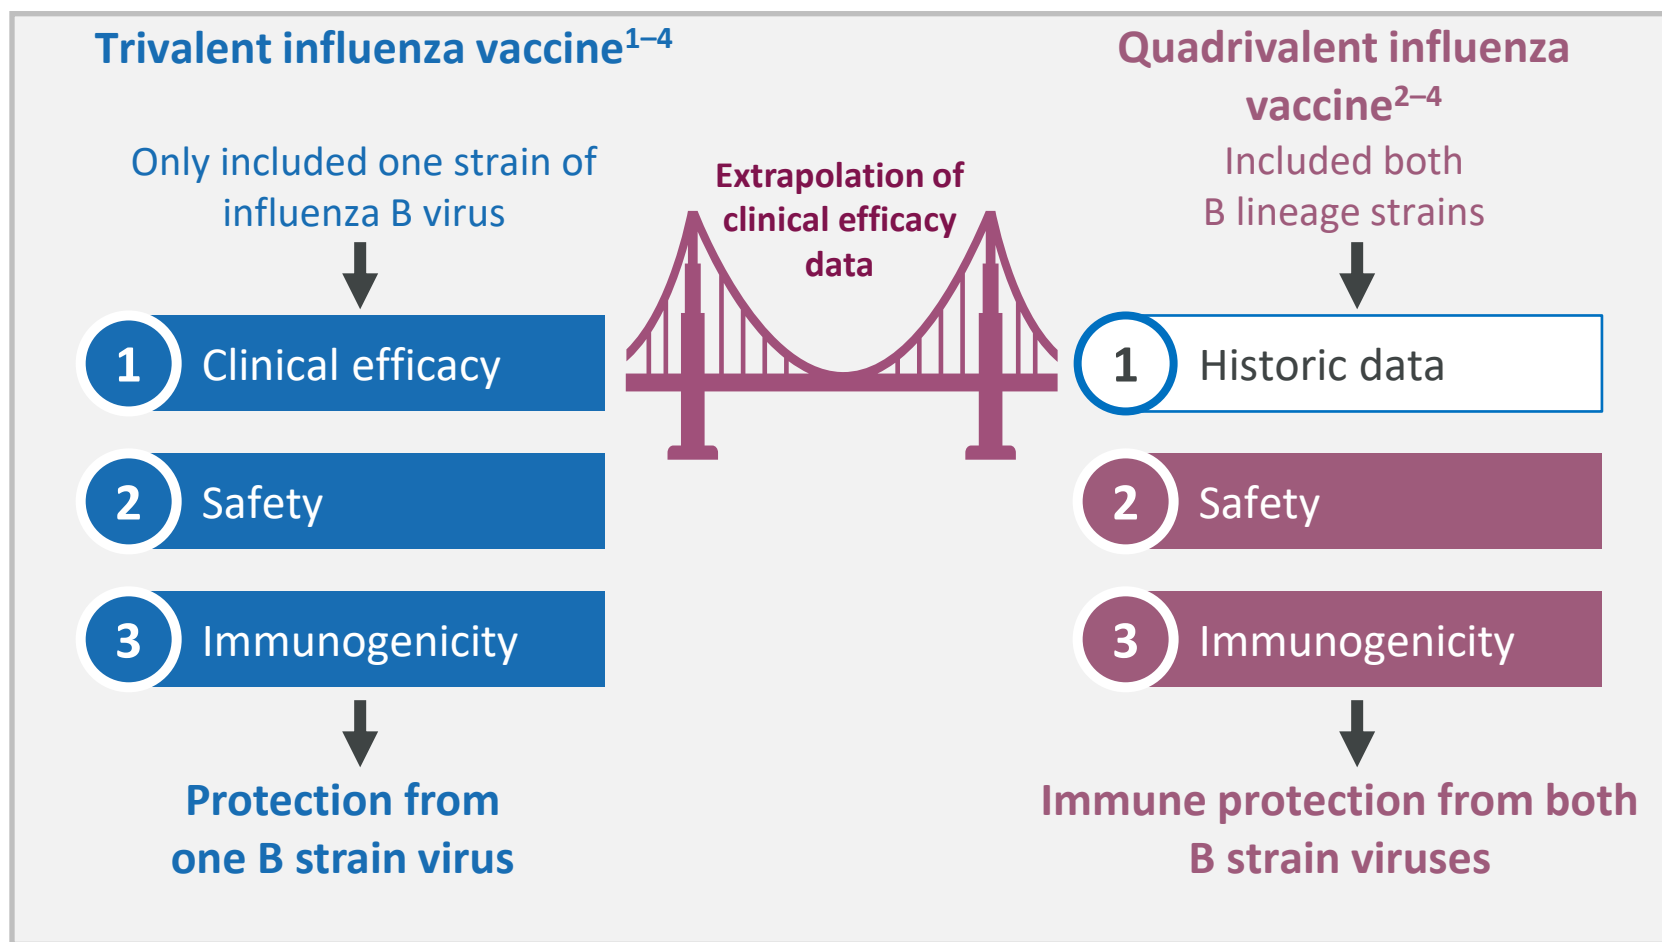 Trivalent influenza vaccine¹⁻⁴
Only included one strain of
influenza B virus
1 Clinical efficacy
2 Safety
3 Immunogenicity
Protection from
one B strain virus
Extrapolation of
clinical efficacy
data
Quadrivalent influenza
vaccine²⁻⁴
Included both
B lineage strains
1 Historic data
2 Safety
3 Immunogenicity
Immune protection from both
B strain viruses